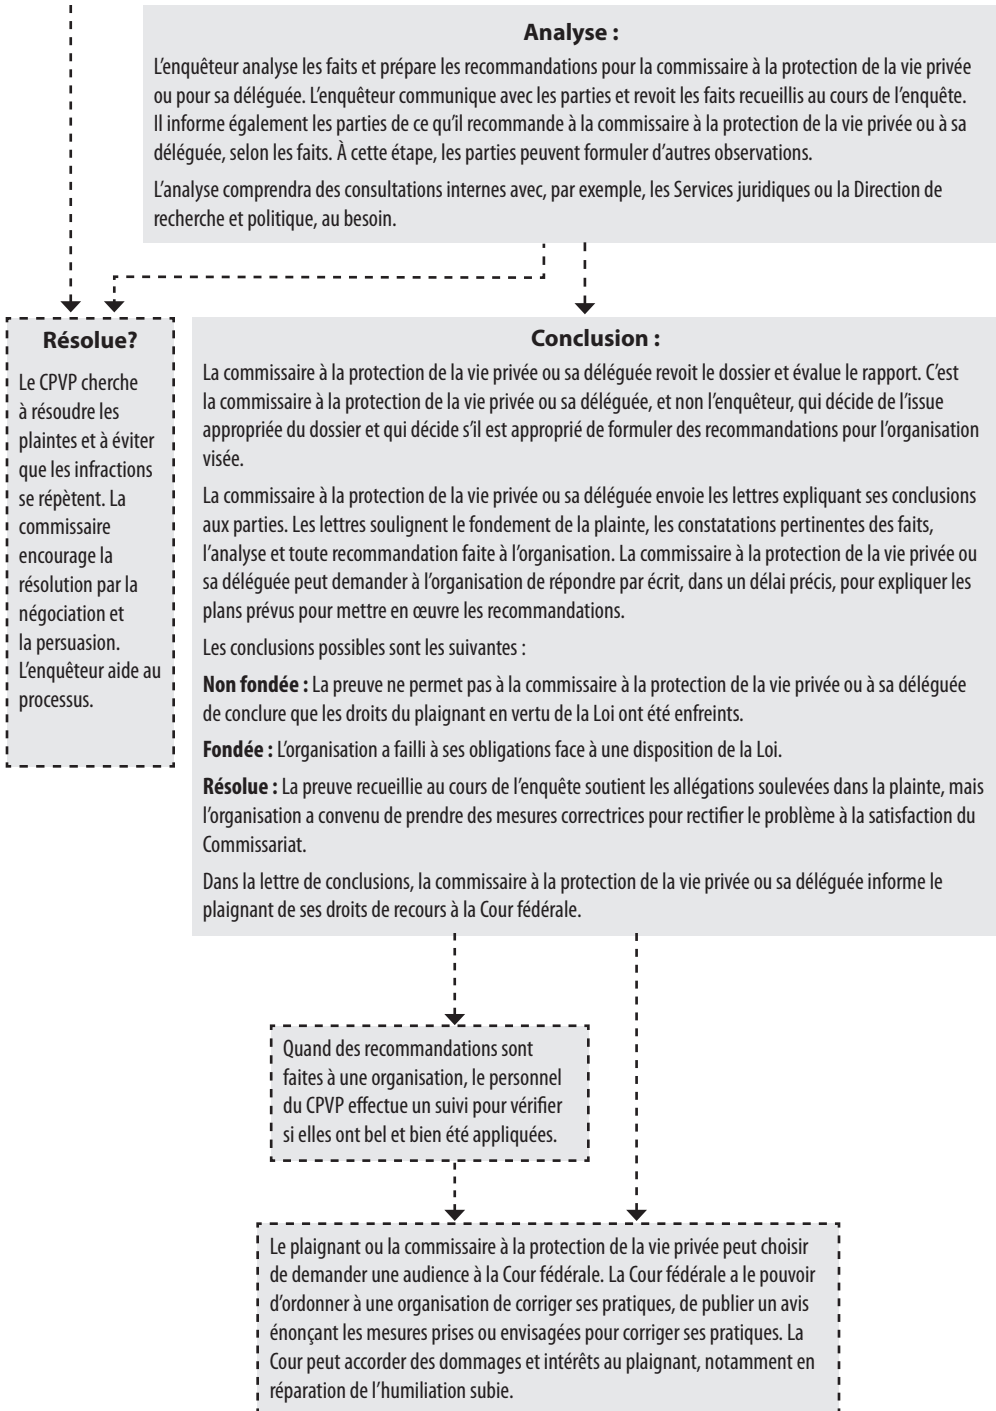 Analyse :
L'enquêteur analyse les faits et prépare les recommandations pour la commissaire à la protection de la vie privée
ou pour sa déléguée. L'enquêteur communique avec les parties et revoit les faits recueillis au cours de l'enquête.
Il informe également les parties de ce qu'il recommande à la commissaire à la protection de la vie privée ou à sa
déléguée, selon les faits. À cette étape, les parties peuvent formuler d'autres observations.
L'analyse comprendra des consultations internes avec, par exemple, les Services juridiques ou la Direction de
recherche et politique, au besoin.
Résolue?
Le CPVP cherche
à résoudre les
plaintes et à éviter
que les infractions
se répètent. La
commissaire
encourage la
résolution par la
négociation et
la persuasion.
L'enquêteur aide au
processus.
Conclusion :
La commissaire à la protection de la vie privée ou sa déléguée revoit le dossier et évalue le rapport. C'est
la commissaire à la protection de la vie privée ou sa déléguée, et non l'enquêteur, qui décide de l'issue
appropriée du dossier et qui décide s'il est approprié de formuler des recommandations pour l'organisation
visée.
La commissaire à la protection de la vie privée ou sa déléguée envoie les lettres expliquant ses conclusions
aux parties. Les lettres soulignent le fondement de la plainte, les constatations pertinentes des faits,
l'analyse et toute recommandation faite à l'organisation. La commissaire à la protection de la vie privée ou
sa déléguée peut demander à l'organisation de répondre par écrit, dans un délai précis, pour expliquer les
plans prévus pour mettre en œuvre les recommandations.
Les conclusions possibles sont les suivantes :
Non fondée : La preuve ne permet pas à la commissaire à la protection de la vie privée ou à sa déléguée
de conclure que les droits du plaignant en vertu de la Loi ont été enfreints.
Fondée : L'organisation a failli à ses obligations face à une disposition de la Loi.
Résolue : La preuve recueillie au cours de l'enquête soutient les allégations soulevées dans la plainte, mais
l'organisation a convenu de prendre des mesures correctrices pour rectifier le problème à la satisfaction du
Commissariat.
Dans la lettre de conclusions, la commissaire à la protection de la vie privée ou sa déléguée informe le
plaignant de ses droits de recours à la Cour fédérale.
Quand des recommandations sont
faites à une organisation, le personnel
du CPVP effectue un suivi pour vérifier
si elles ont bel et bien été appliquées.
Le plaignant ou la commissaire à la protection de la vie privée peut choisir
de demander une audience à la Cour fédérale. La Cour fédérale a le pouvoir
d'ordonner à une organisation de corriger ses pratiques, de publier un avis
énonçant les mesures prises ou envisagées pour corriger ses pratiques. La
Cour peut accorder des dommages et intérêts au plaignant, notamment en
réparation de l'humiliation subie.